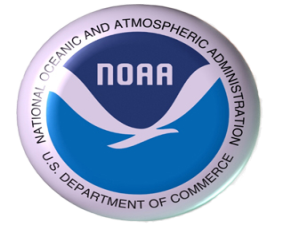 NATIONAL OCEANIC AND ATMOSPHERIC ADMINISTRATION
NOAA
U.S. DEPARTMENT OF COMMERCE